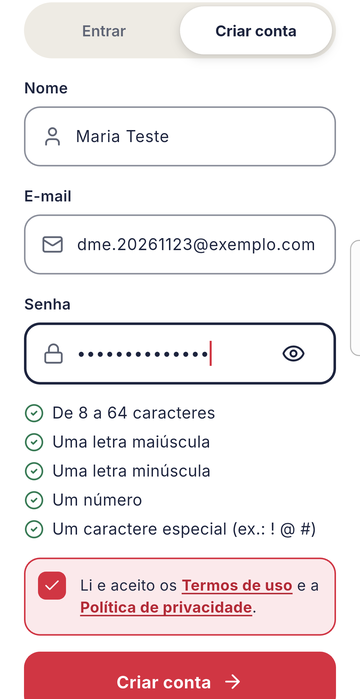 Entrar
Criar conta
Nome
Maria Teste
E-mail
dme.20261123@exemplo.com
Senha
••••••••••••••
De 8 a 64 caracteres
Uma letra maiúscula
Uma letra minúscula
Um número
Um caractere especial (ex.: ! @ #)
Li e aceito os Termos de uso e a
Política de privacidade.
Criar conta →